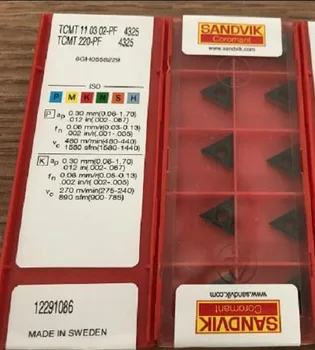 TCMT 11 03 02-PF 4325
TCMT 220-PF 4325
ISO
P M K N S H
P ap 0.30 mm(0.06-1.70)
.012 in(.002-.067)
fn 0.06 mm/r(0.03-0.13)
.002 in/r(.001-.005)
vc 480 m/min(480-440)
1580 sfm(1580-1440)
K ap 0.30 mm(0.06-1.70)
.012 in(.002-.067)
fn 0.06 mm/r(0.05-0.13)
.002 in/r(.002-.005)
vc 270 m/min(275-240)
890 sfm(900-785)
12291086
MADE IN SWEDEN
SANDVIK
Coromant
www.sandvik.com
SANDVIK
Coromant
www.sandvik.com